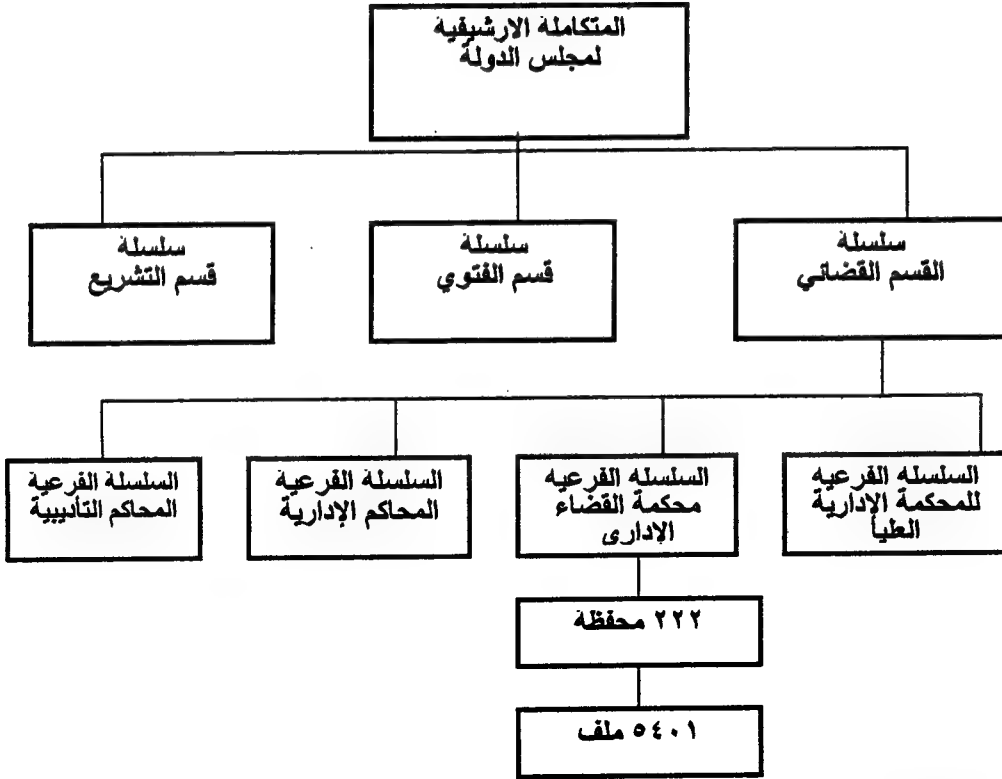 المتكاملة الارشيفية
لمجلس الدولة
سلسلة
القسم القضائي
سلسلة
قسم الفتوي
سلسلة
قسم التشريع
السلسله الفرعيه
للمحكمة الإدارية
العليا
السلسله الفرعيه
محكمة القضاء
الإدارى
السلسلة الفرعية
المحاكم الإدارية
السلسلة الفرعية
المحاكم التأديبية
٢٢٢ محفظة
٥٤٠١ ملف